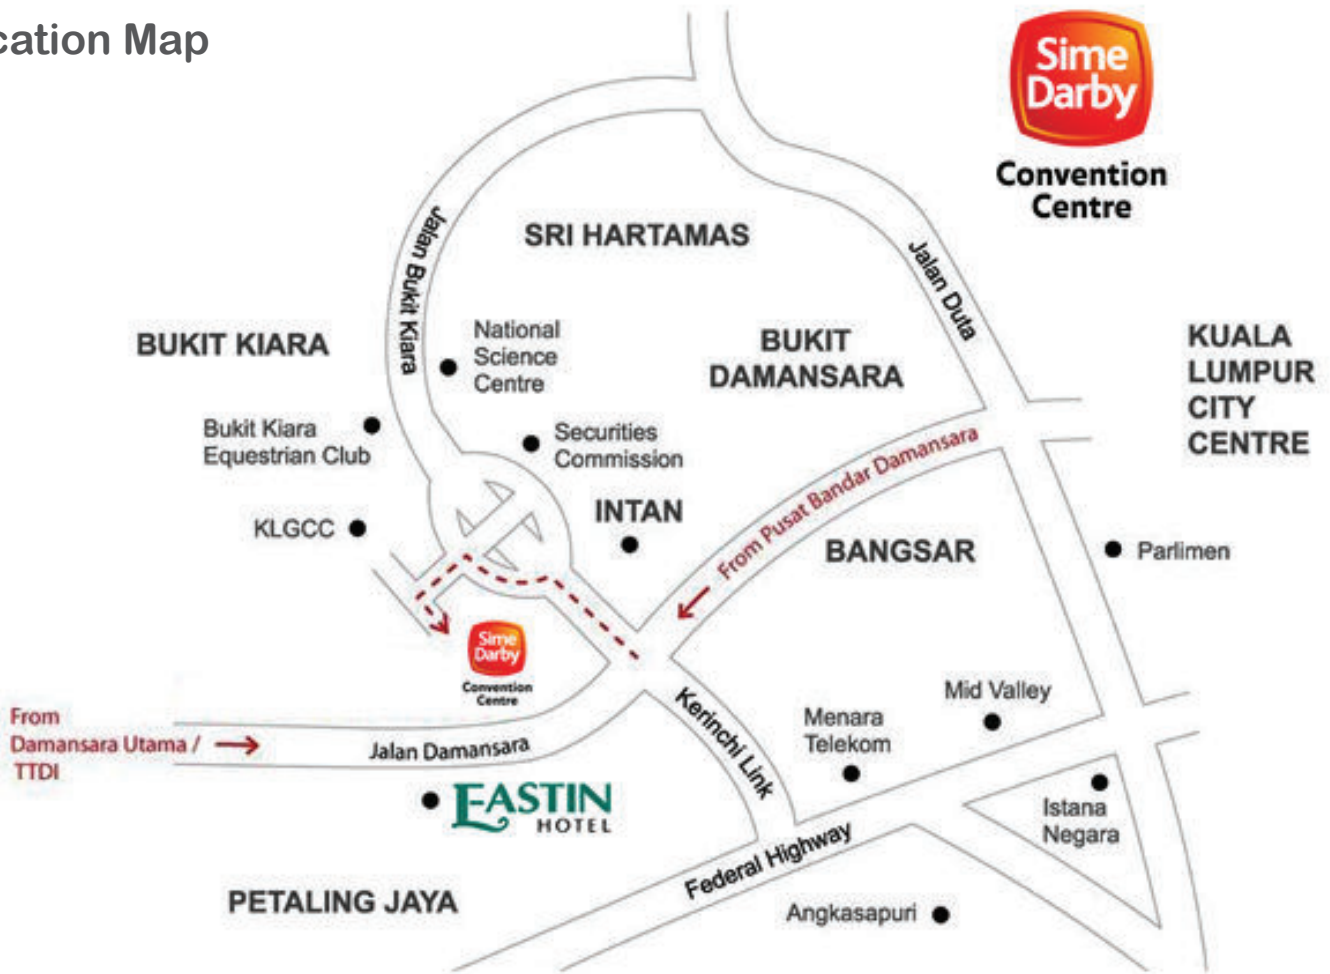 cation Map
Sime
Darby
Convention
Centre
Jalan Bukit Kiara
SRI HARTAMAS
Jalan Duta
BUKIT KIARA
National
Science
Centre
BUKIT
DAMANSARA
KUALA
LUMPUR
CITY
CENTRE
Bukit Kiara
Equestrian Club
Securities
Commission
From Pusat Bandar Damansara
KLGCC
INTAN
BANGSAR
Parlimen
Sime
Darby
Convention
Centre
From
Damansara Utama /
TTDI
Jalan Damansara
Kerinchi Link
Menara
Telekom
Mid Valley
EASTIN
HOTEL
Istana
Negara
Federal Highway
PETALING JAYA
Angkasapuri